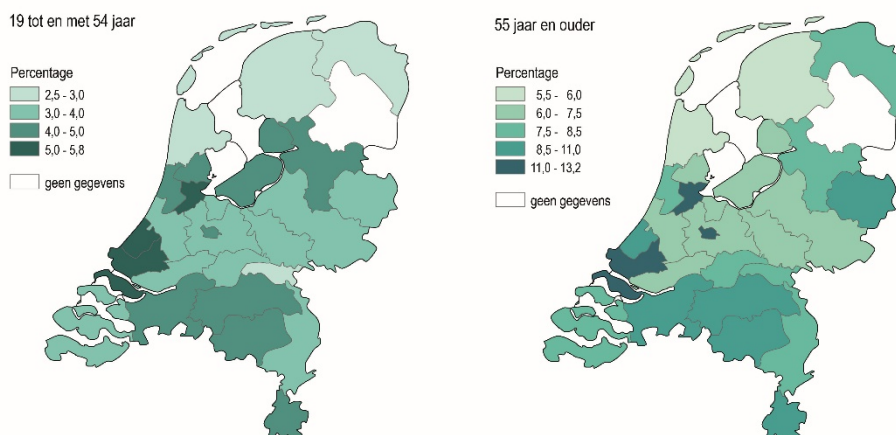 19 tot en met 54 jaar
Percentage
2,5 - 3,0
3,0 - 4,0
4,0 - 5,0
5,0 - 5,8
geen gegevens
55 jaar en ouder
Percentage
5,5 - 6,0
6,0 - 7,5
7,5 - 8,5
8,5 - 11,0
11,0 - 13,2
geen gegevens